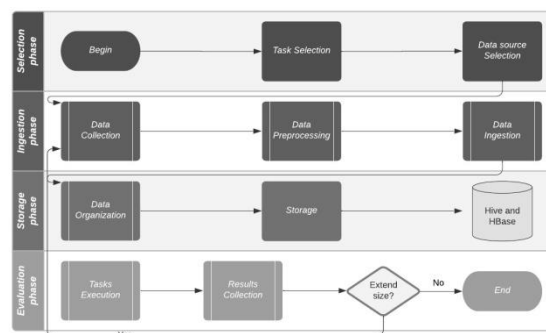 Selection
phase
Begin
Task Selection
Data source
Selection
Ingestion
phase
Data
Collection
Data
Preprocessing
Data
Ingestion
Storage
phase
Data
Organization
Storage
Hive and
HBase
Evaluation
phase
Tasks
Execution
Results
Collection
Extend
size?
No
End